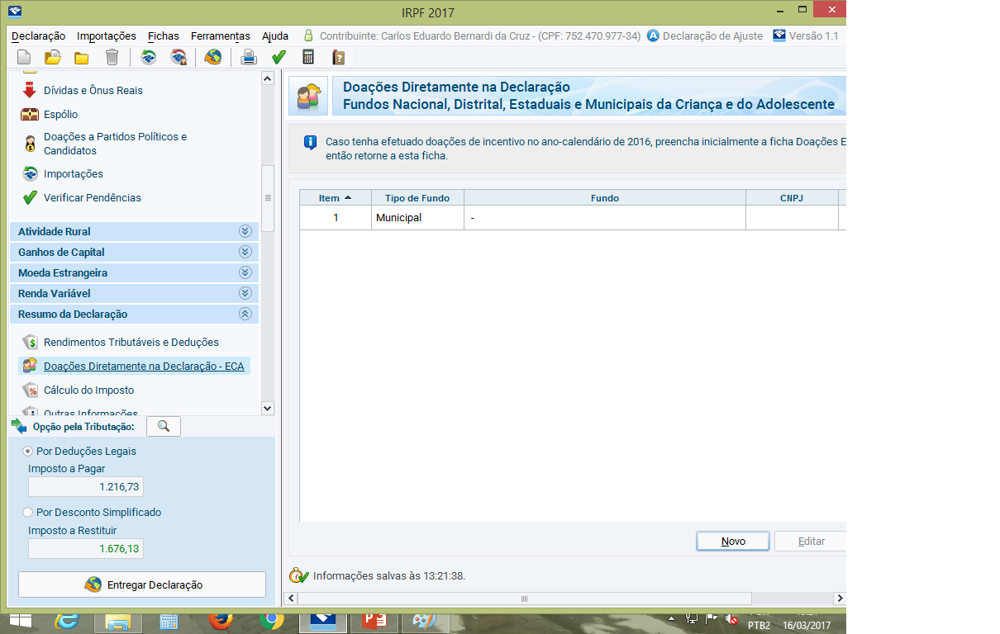 IRPF 2017
Declaração Importações Fichas Ferramentas Ajuda Contribuinte: Carlos Eduardo Bernardi da Cruz - (CPF: 752.470.977-34) Declaração de Ajuste Versão 1.1
Dívidas e Ônus Reais
Espólio
Doações a Partidos Políticos e
Candidatos
Importações
Verificar Pendências
Atividade Rural
Ganhos de Capital
Moeda Estrangeira
Renda Variável
Resumo da Declaração
Rendimentos Tributáveis e Deduções
Doações Diretamente na Declaração - ECA
Cálculo do Imposto
Outras Informações
Opção pela Tributação:
Por Deduções Legais
Imposto a Pagar
1.216,73
Por Desconto Simplificado
Imposto a Restituir
1.676,13
Entregar Declaração
Doações Diretamente na Declaração
Fundos Nacional, Distrital, Estaduais e Municipais da Criança e do Adolescente
Caso tenha efetuado doações de incentivo no ano-calendário de 2016, preencha inicialmente a ficha Doações E
então retorne a esta ficha.
Item Tipo de Fundo Fundo CNPJ
1 Municipal -
Novo Editar
Informações salvas às 13:21:38.
PTB2 16/03/2017